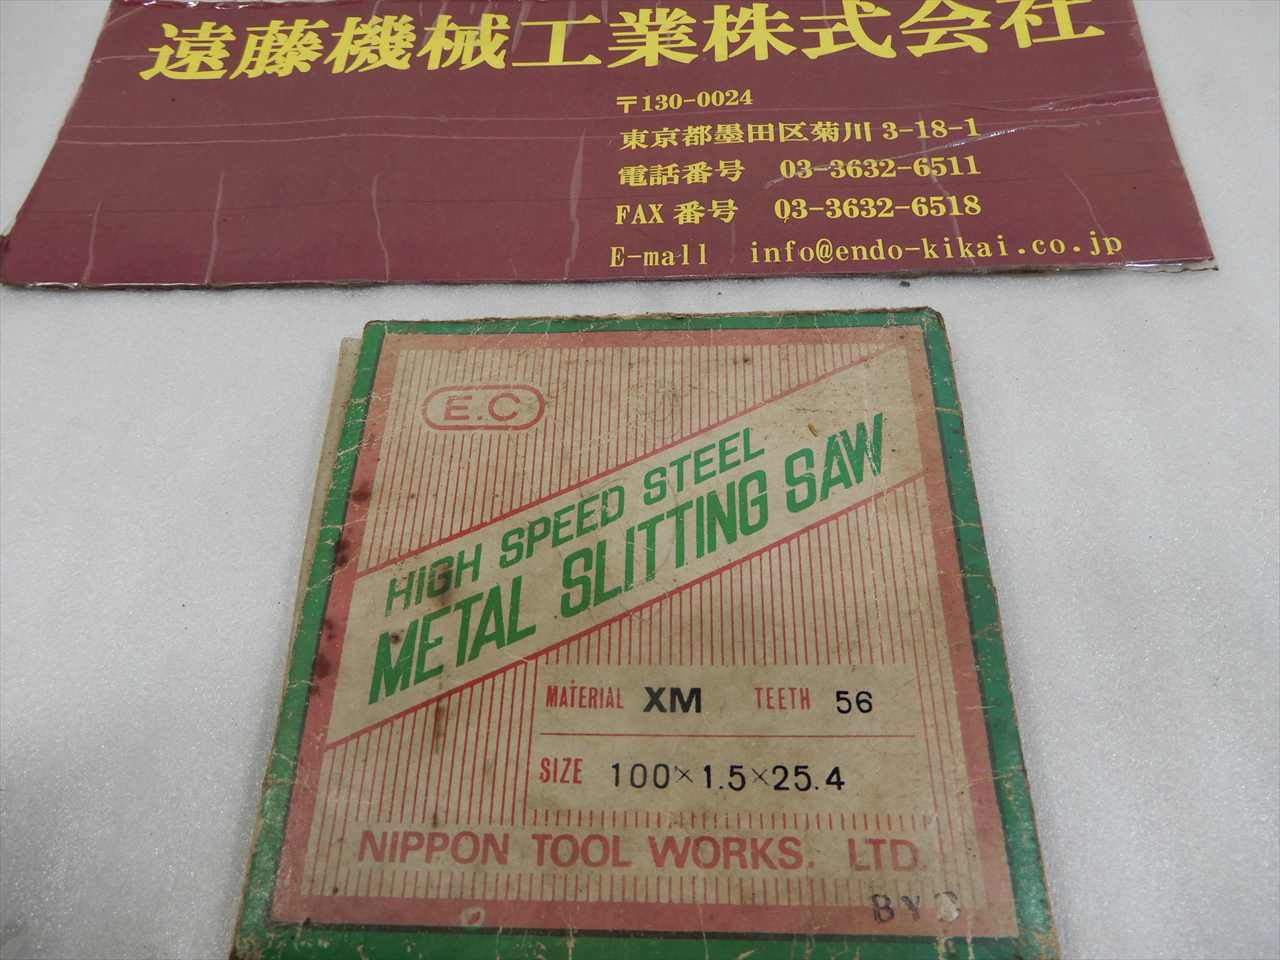 遠藤機械工業株式会社
〒130-0024
東京都墨田区菊川 3-18-1
電話番号 03-3632-6511
FAX 番号 03-3632-6518
E-mall info@endo-kikai.co.jp
E.C
HIGH SPEED STEEL
METAL SLITTING SAW
MATERIAL XM TEETH 56
SIZE 100×1.5×25.4
NIPPON TOOL WORKS. LTD.